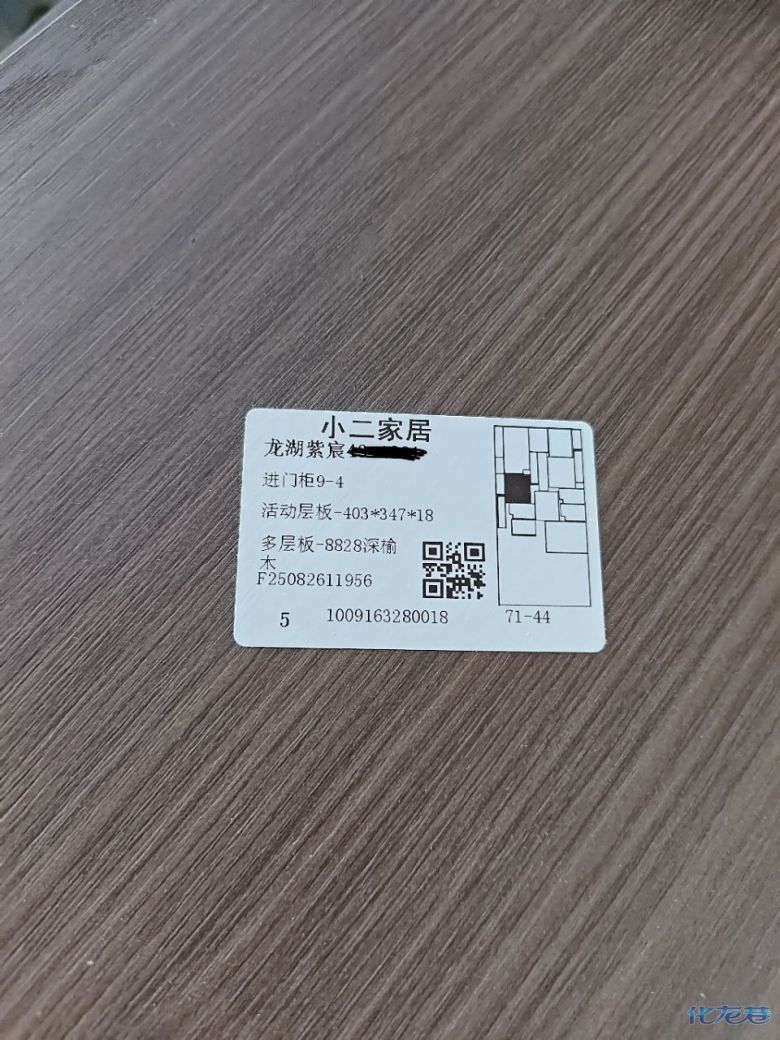 小二家居
龙湖紫宸
进门柜9-4
活动层板-403*347*18
多层板-8828深榆
木
F25082611956
5 1009163280018 71-44
化龙巷